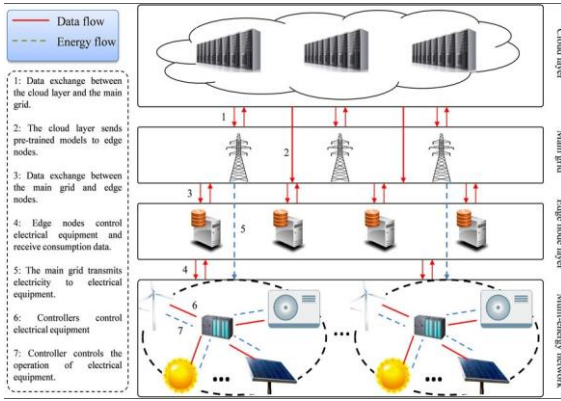 Data flow
Energy flow
1: Data exchange between
the cloud layer and the main
grid.
2: The cloud layer sends
pre-trained models to edge
nodes.
3: Data exchange between
the main grid and edge
nodes.
4: Edge nodes control
electrical equipment and
receive consumption data.
5: The main grid transmits
electricity to electrical
equipment.
6: Controllers control
electrical equipment
7: Controller controls the
operation of electrical
equipment.
1
2
3
5
4
6
7
Cloud layer
Main grid
Edge node layer
Multi-energy network